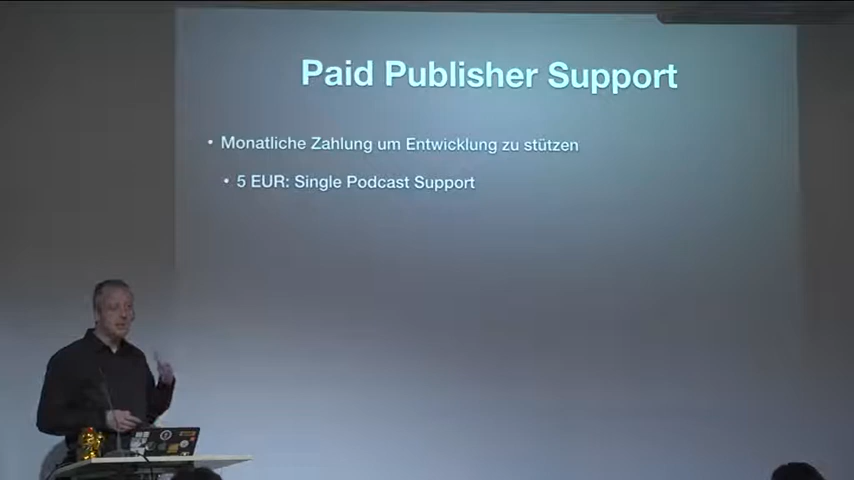 Paid Publisher Support
• Monatliche Zahlung um Entwicklung zu stützen
• 5 EUR: Single Podcast Support